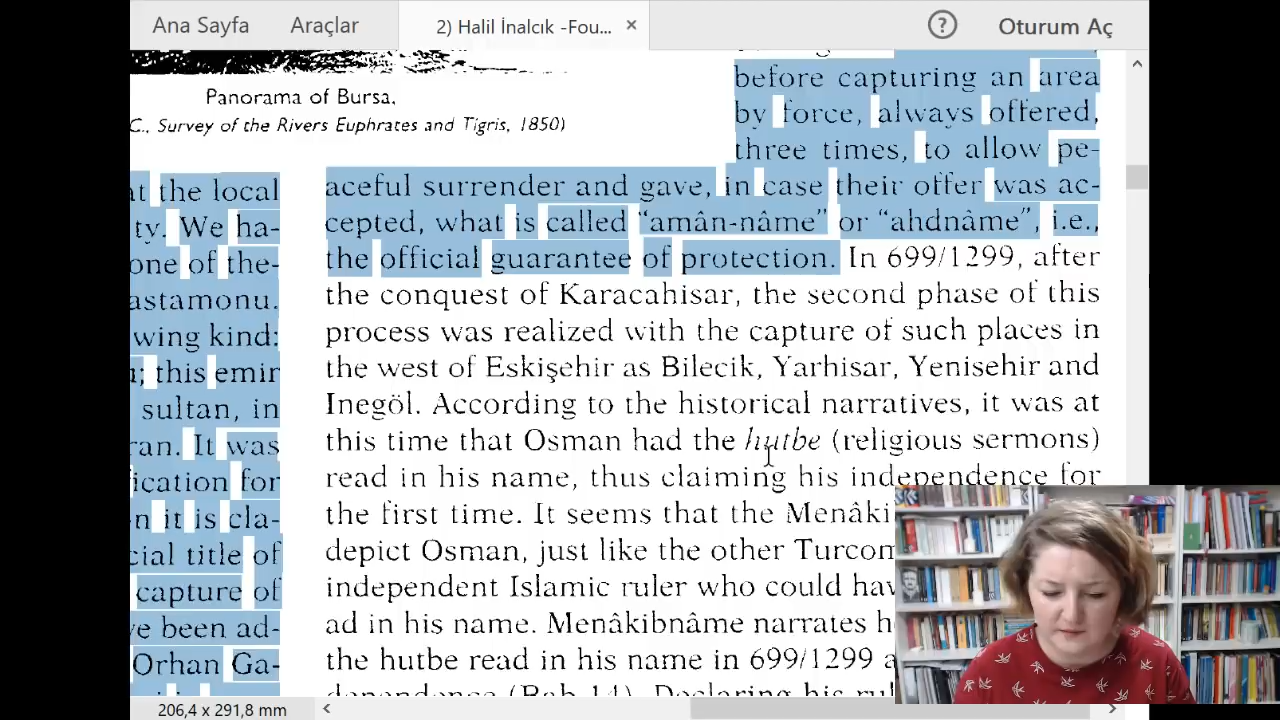 Ana Sayfa
Araçlar
2) Halil İnalcık -Fou...
×
?
Oturum Aç
Panorama of Bursa,
C., Survey of the Rivers Euphrates and Tigris, 1850)
at the local
ty. We ha-
one of the-
astamonu.
wing kind:
; this emir
sultan, in
ran. It was
ication for
n it is cla-
cial title of
capture of
ve been ad-
Orhan Ga-
before capturing an area
by force, always offered,
three times, to allow pe-
aceful surrender and gave, in case their offer was ac-
cepted, what is called “amân-nâme” or “ahdnâme”, i.e.,
the official guarantee of protection. In 699/1299, after
the conquest of Karacahisar, the second phase of this
process was realized with the capture of such places in
the west of Eskişehir as Bilecik, Yarhisar, Yenisehir and
Inegöl. According to the historical narratives, it was at
this time that Osman had the hutbe (religious sermons)
read in his name, thus claiming his independence for
the first time. It seems that the Menâki
depict Osman, just like the other Turcom
independent Islamic ruler who could hav
ad in his name. Menâkibnâme narrates h
the hutbe read in his name in 699/1299 a
dependence (Bab 14). Declaring his rul
206,4 x 291,8 mm